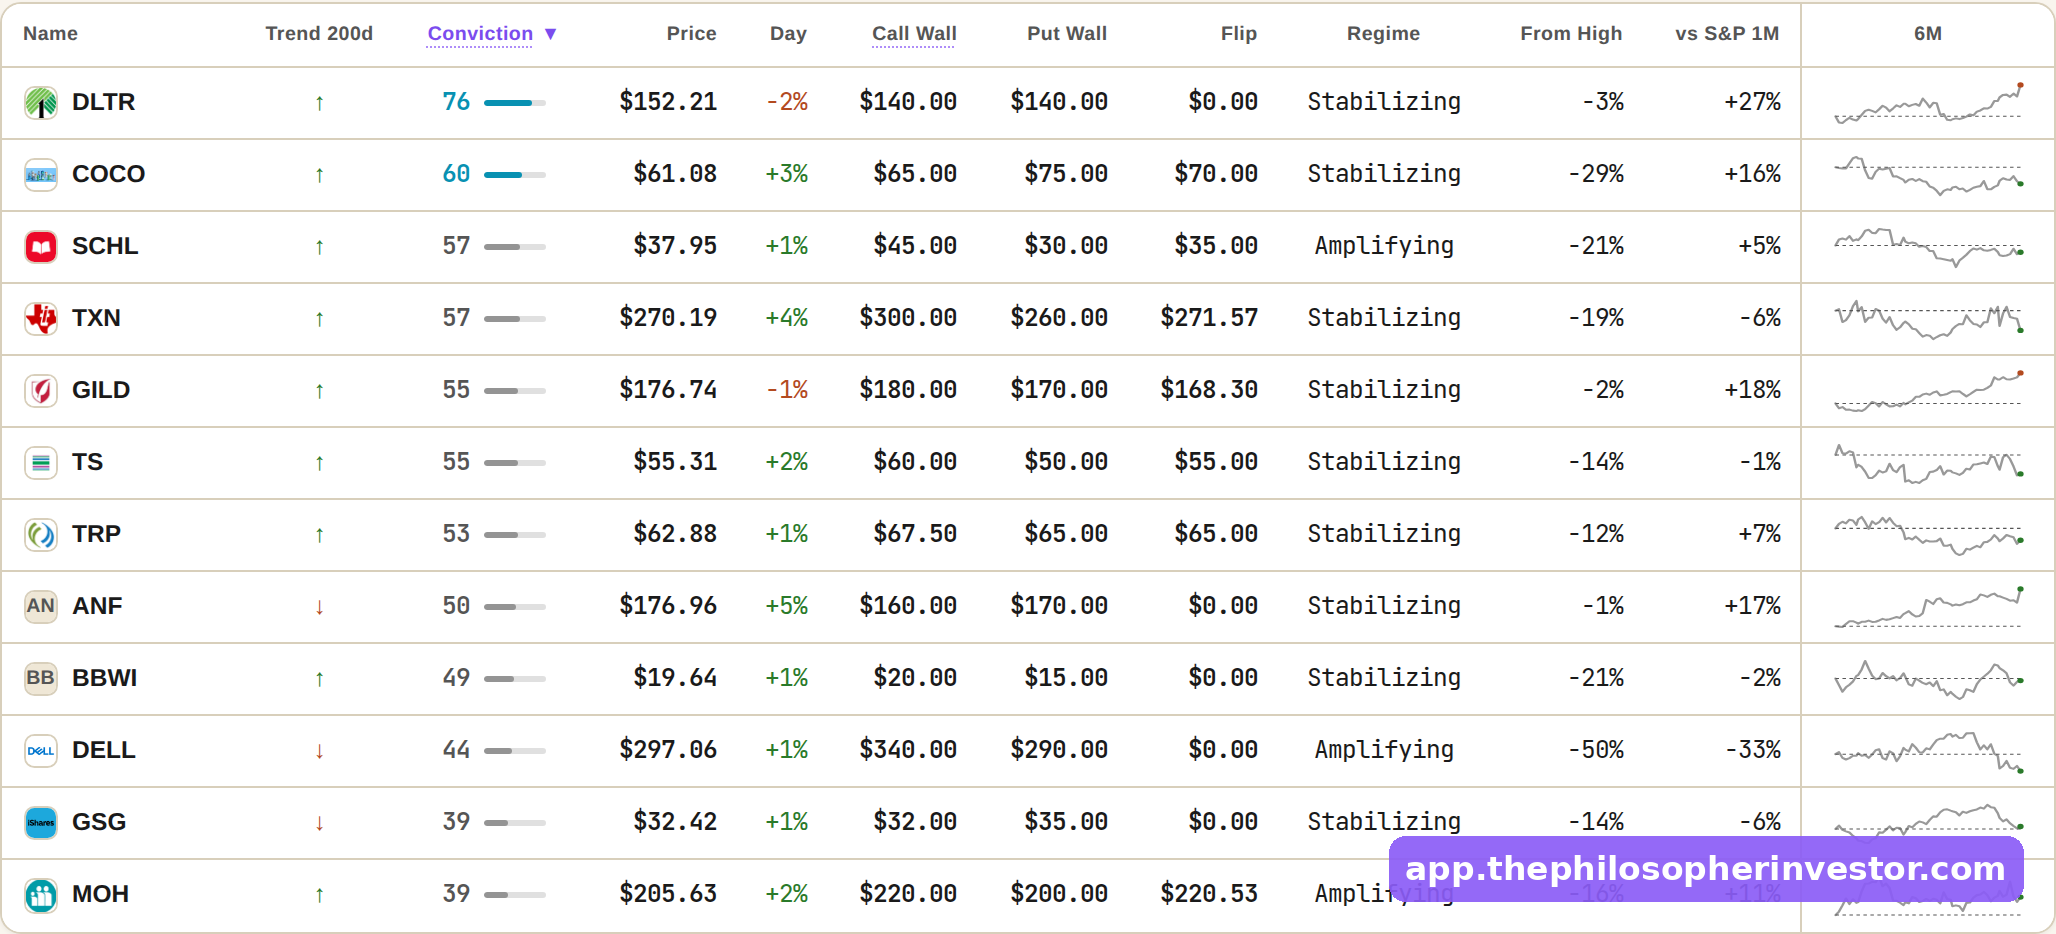 Name Trend 200d Conviction ▼ Price Day Call Wall Put Wall Flip Regime From High vs S&P 1M 6M
DLTR ↑ 76 $152.21 -2% $140.00 $140.00 $0.00 Stabilizing -3% +27%
COCO ↑ 60 $61.08 +3% $65.00 $75.00 $70.00 Stabilizing -29% +16%
SCHL ↑ 57 $37.95 +1% $45.00 $30.00 $35.00 Amplifying -21% +5%
TXN ↑ 57 $270.19 +4% $300.00 $260.00 $271.57 Stabilizing -19% -6%
GILD ↑ 55 $176.74 -1% $180.00 $170.00 $168.30 Stabilizing -2% +18%
TS ↑ 55 $55.31 +2% $60.00 $50.00 $55.00 Stabilizing -14% -1%
TRP ↑ 53 $62.88 +1% $67.50 $65.00 $65.00 Stabilizing -12% +7%
AN ANF ↓ 50 $176.96 +5% $160.00 $170.00 $0.00 Stabilizing -1% +17%
BB BBWI ↑ 49 $19.64 +1% $20.00 $15.00 $0.00 Stabilizing -21% -2%
DELL DELL ↓ 44 $297.06 +1% $340.00 $290.00 $0.00 Amplifying -50% -33%
iShares GSG ↓ 39 $32.42 +1% $32.00 $35.00 $0.00 Stabilizing -14% -6%
app.thephilosopherinvestor.com
MOH ↑ 39 $205.63 +2% $220.00 $200.00 $220.53 Amplifying -16% +11%